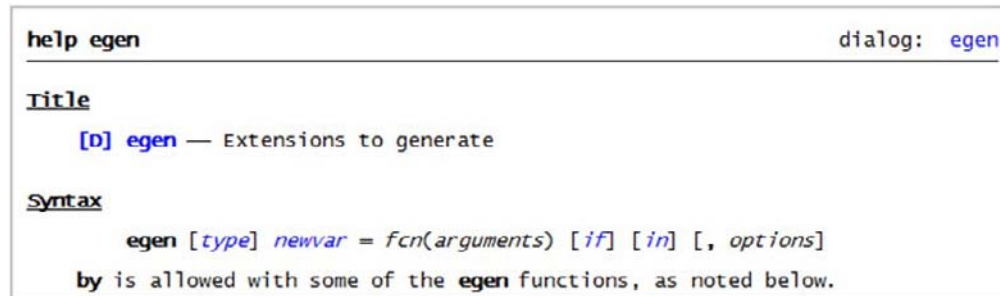 help egen dialog: egen
Title
[D] egen — Extensions to generate
Syntax
egen [type] newvar = fcn(arguments) [if] [in] [, options]
by is allowed with some of the egen functions, as noted below.